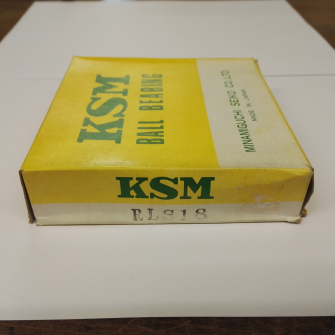 KSM
BALL BEARING
MINAMIGUCHI SEIKO CO., LTD.
MADE IN JAPAN
KSM
RLS18